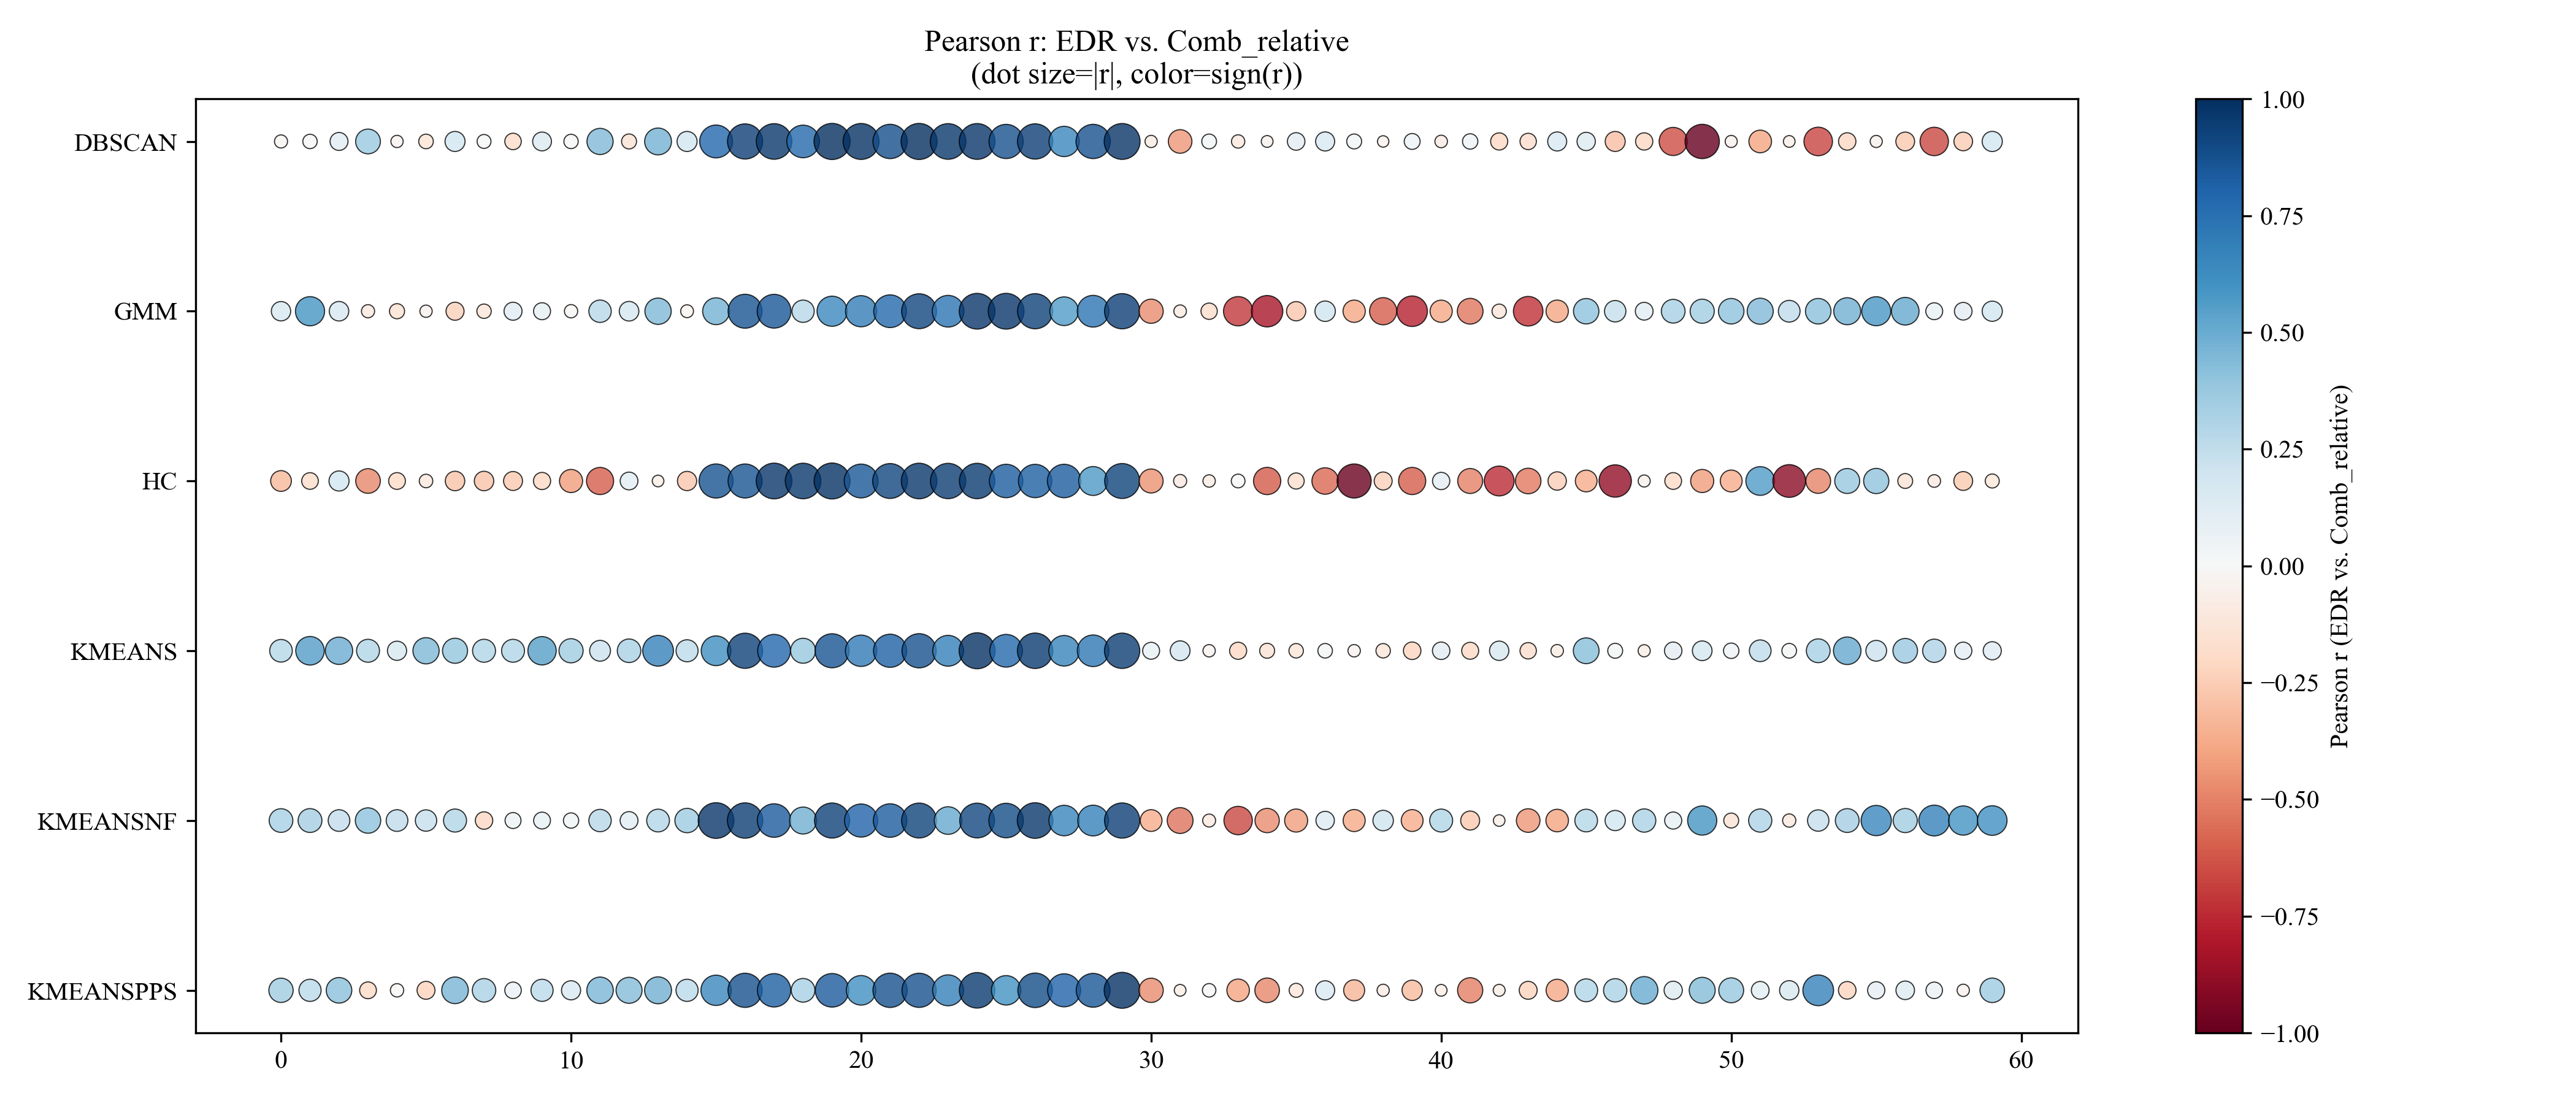 Pearson r: EDR vs. Comb_relative
(dot size=|r|, color=sign(r))
DBSCAN
GMM
HC
KMEANS
KMEANSNF
KMEANSPPS
0 10 20 30 40 50 60
1.00
0.75
0.50
0.25
0.00
−0.25
−0.50
−0.75
−1.00
Pearson r (EDR vs. Comb_relative)